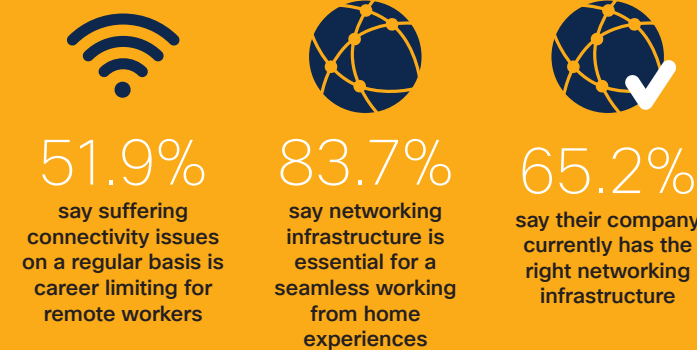 51.9%
say suffering
connectivity issues
on a regular basis is
career limiting for
remote workers
83.7%
say networking
infrastructure is
essential for a
seamless working
from home
experiences
65.2%
say their company
currently has the
right networking
infrastructure